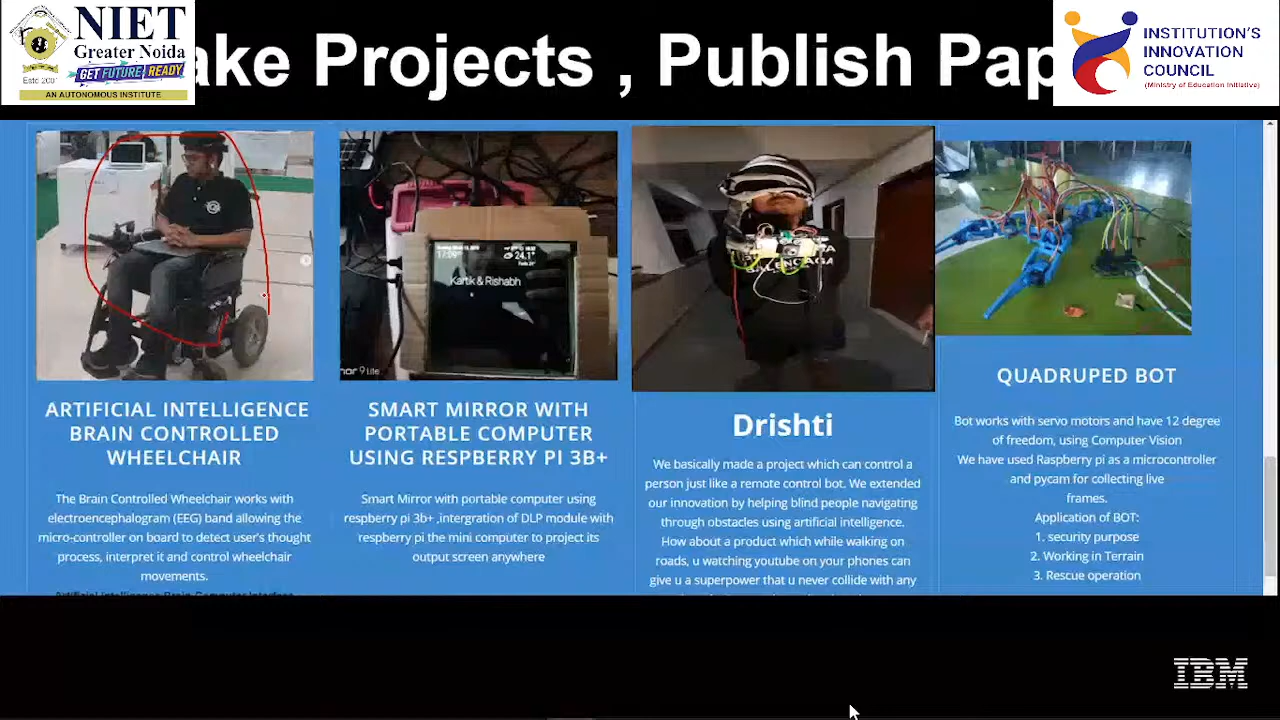 NIET
Greater Noida
GET FUTURE READY
Estd 2001
AN AUTONOMOUS INSTITUTE
ake Projects , Publish Pap
INSTITUTION'S
INNOVATION
COUNCIL
(Ministry of Education Initiative)
17:09
24.1°
Kartik & Rishabh
ARTIFICIAL INTELLIGENCE
BRAIN CONTROLLED
WHEELCHAIR
The Brain Controlled Wheelchair works with
electroencephalogram (EEG) band allowing the
micro-controller on board to detect user's thought
process, interpret it and control wheelchair
movements.
SMART MIRROR WITH
PORTABLE COMPUTER
USING RESPBERRY PI 3B+
Smart Mirror with portable computer using
respberry pi 3b+ ,intergration of DLP module with
respberry pi the mini computer to project its
output screen anywhere
Drishti
We basically made a project which can control a
person just like a remote control bot. We extended
our innovation by helping blind people navigating
through obstacles using artificial intelligence.
How about a product which while walking on
roads, u watching youtube on your phones can
give u a superpower that u never collide with any
QUADRUPED BOT
Bot works with servo motors and have 12 degree
of freedom, using Computer Vision
We have used Raspberry pi as a microcontroller
and pycam for collecting live
frames.
Application of BOT:
1. security purpose
2. Working in Terrain
3. Rescue operation
IBM